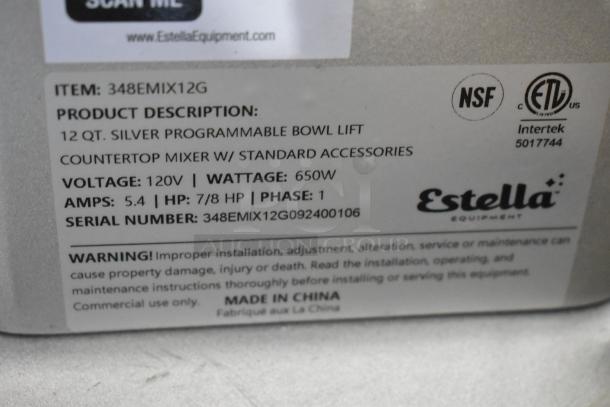 SCAN ME
www.EstellaEquipment.com
ITEM: 348EMIX12G
PRODUCT DESCRIPTION:
12 QT. SILVER PROGRAMMABLE BOWL LIFT
COUNTERTOP MIXER W/ STANDARD ACCESSORIES
VOLTAGE: 120V | WATTAGE: 650W
AMPS: 5.4 | HP: 7/8 HP | PHASE: 1
SERIAL NUMBER: 348EMIX12G092400106
NSF
C ETL US
Intertek
5017744
Estella
EQUIPMENT
AUCTION GROUP
WARNING! Improper installation, adjustment, alteration, service or maintenance can
cause property damage, injury or death. Read the installation, operating, and
maintenance instructions thoroughly before installing or serving this equipment.
Commercial use only.
MADE IN CHINA
Fabriqué aux La China